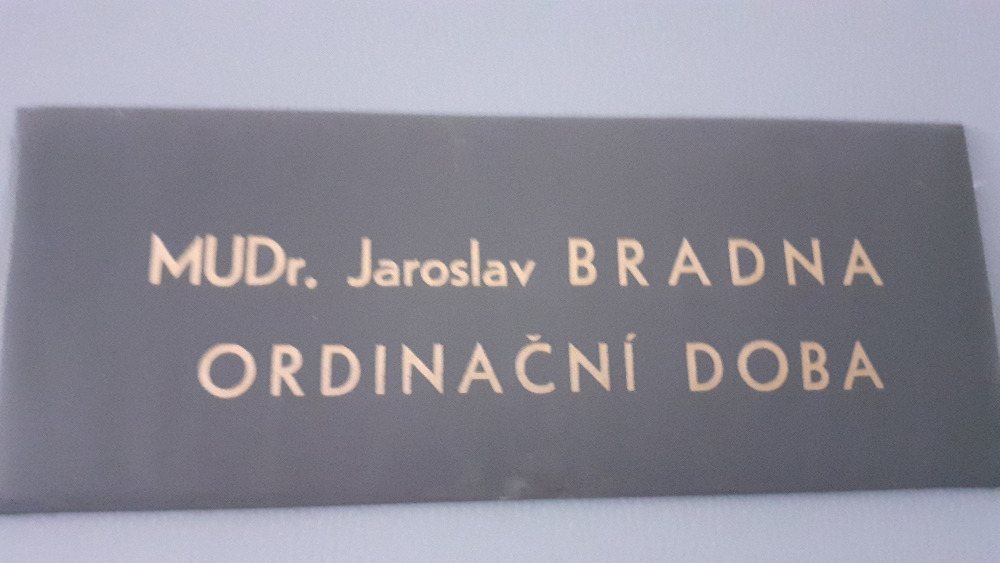 MUDr. Jaroslav BRADNA
ORDINAČNÍ DOBA